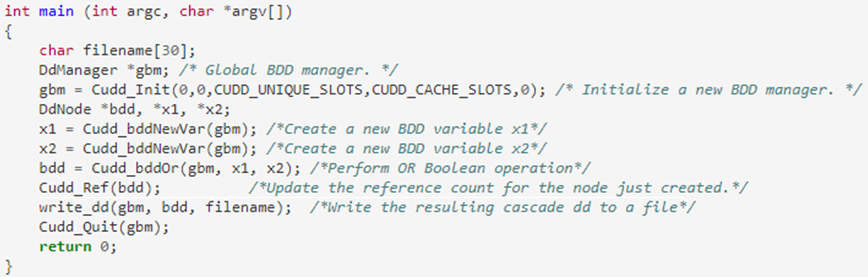 int main (int argc, char *argv[])
{
    char filename[30];
    DdManager *gbm; /* Global BDD manager. */
    gbm = Cudd_Init(0,0,CUDD_UNIQUE_SLOTS,CUDD_CACHE_SLOTS,0); /* Initialize a new BDD manager. */
    DdNode *bdd, *x1, *x2;
    x1 = Cudd_bddNewVar(gbm); /*Create a new BDD variable x1*/
    x2 = Cudd_bddNewVar(gbm); /*Create a new BDD variable x2*/
    bdd = Cudd_bddOr(gbm, x1, x2); /*Perform OR Boolean operation*/
    Cudd_Ref(bdd);          /*Update the reference count for the node just created.*/
    write_dd(gbm, bdd, filename);  /*Write the resulting cascade dd to a file*/
    Cudd_Quit(gbm);
    return 0;
}